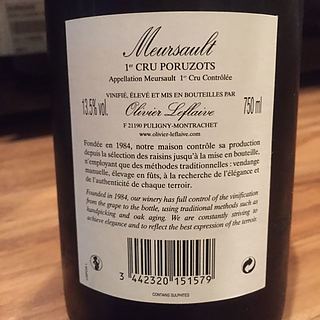 Meursault
1er CRU PORUZOTS
Appellation Meursault 1er Cru Contrôlée
VINIFIÉ, ÉLEVÉ ET MIS EN BOUTEILLES PAR
13.5% vol.
Olivier Leflaive
750 ml
F 21190 PULIGNY-MONTRACHET
www.olivier-leflaive.com
Fondée en 1984, notre maison contrôle sa production
depuis la sélection des raisins jusqu'à la mise en bouteille,
n'employant que des méthodes traditionnelles : vendange
manuelle, élevage en fûts, à la recherche de l'élégance et
de l'authenticité de chaque terroir.
Founded in 1984, our winery has full control of the vinification
from the grape to the bottle, using traditional methods such as
handpicking and oak aging. We are constantly striving to
achieve elegance and to reflect the best expression of the terroir.
3 442320 151579
CONTAINS SULPHITES